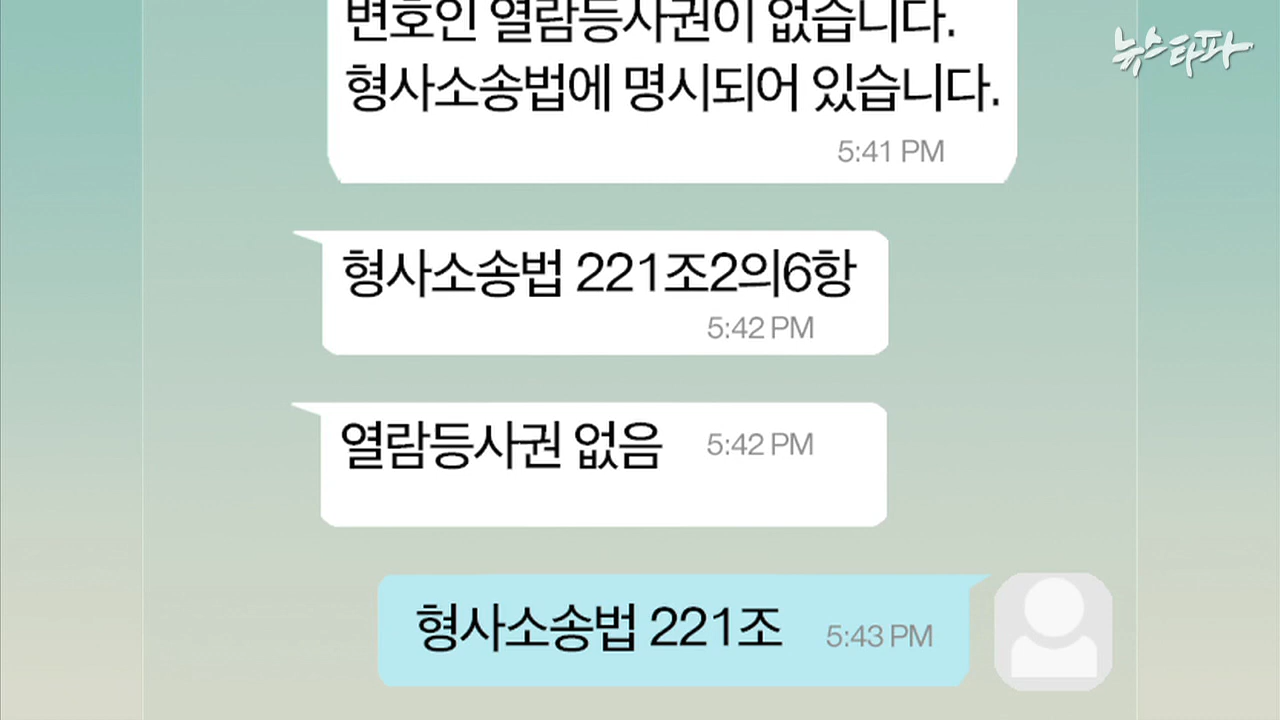 뉴스타파
변호인 열람등사권이 없습니다.
형사소송법에 명시되어 있습니다.
5:41 PM
형사소송법 221조2의6항
5:42 PM
열람등사권 없음 5:42 PM
형사소송법 221조 5:43 PM